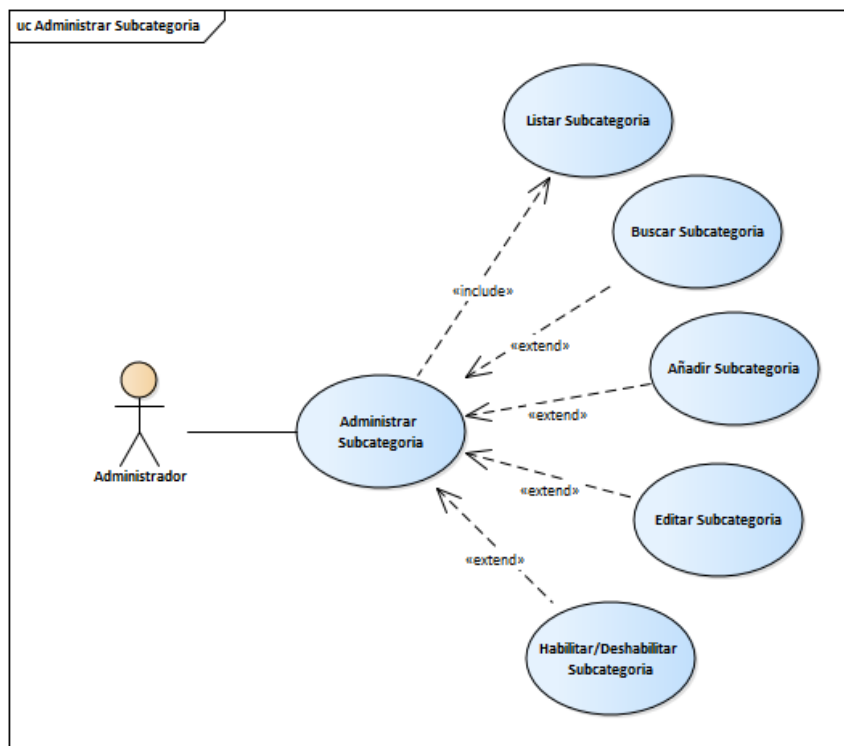 uc Administrar Subcategoria
Listar Subcategoria
Buscar Subcategoria
«include»
«extend»
Añadir Subcategoria
«extend»
Administrar
Subcategoria
Administrador
«extend»
Editar Subcategoria
«extend»
Habilitar/Deshabilitar
Subcategoria